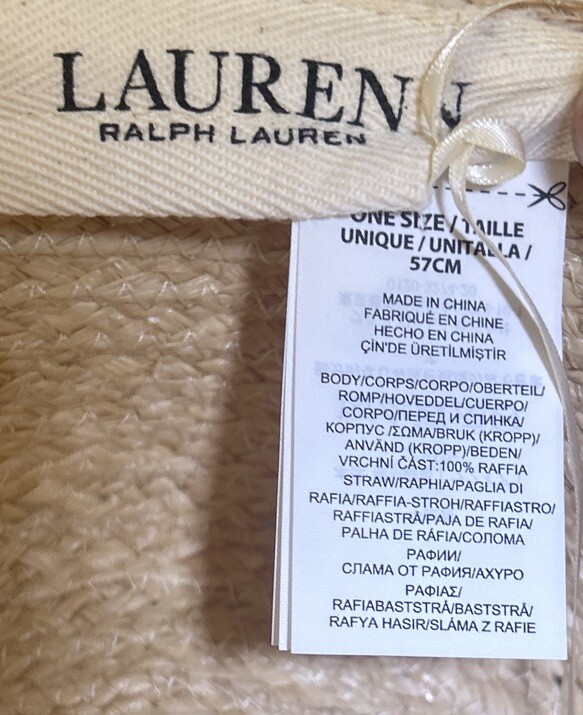 LAUREN
RALPH LAUREN
ONE SIZE / TAILLE
UNIQUE / UNITALLA /
57CM
MADE IN CHINA
FABRIQUÉ EN CHINE
HECHO EN CHINA
ÇİN'DE ÜRETİLMİŞTİR
BODY/CORPS/CORPO/OBERTEIL/
ROMP/HOVEDDEL/CUERPO/
CORPO/ПЕРЕД И СПИНКА/
КОРПУС /ΣΩΜΑ/BRUK (KROPP)/
ANVÄND (KROPP)/BEDEN/
VRCHNÍ ČÁST:100% RAFFIA
STRAW/RAPHIA/PAGLIA DI
RAFIA/RAFFIA-STROH/RAFFIASTRO/
RAFFIASTRÅ/PAJA DE RAFIA/
PALHA DE RÁFIA/СОЛОМА
РАФИИ/
СЛАМА ОТ РАФИЯ/ΑΧΥΡΟ
ΡΑΦΙΑΣ/
RAFIABASTSTRÅ/BASTSTRÅ/
RAFYA HASIR/SLÁMA Z RAFIE